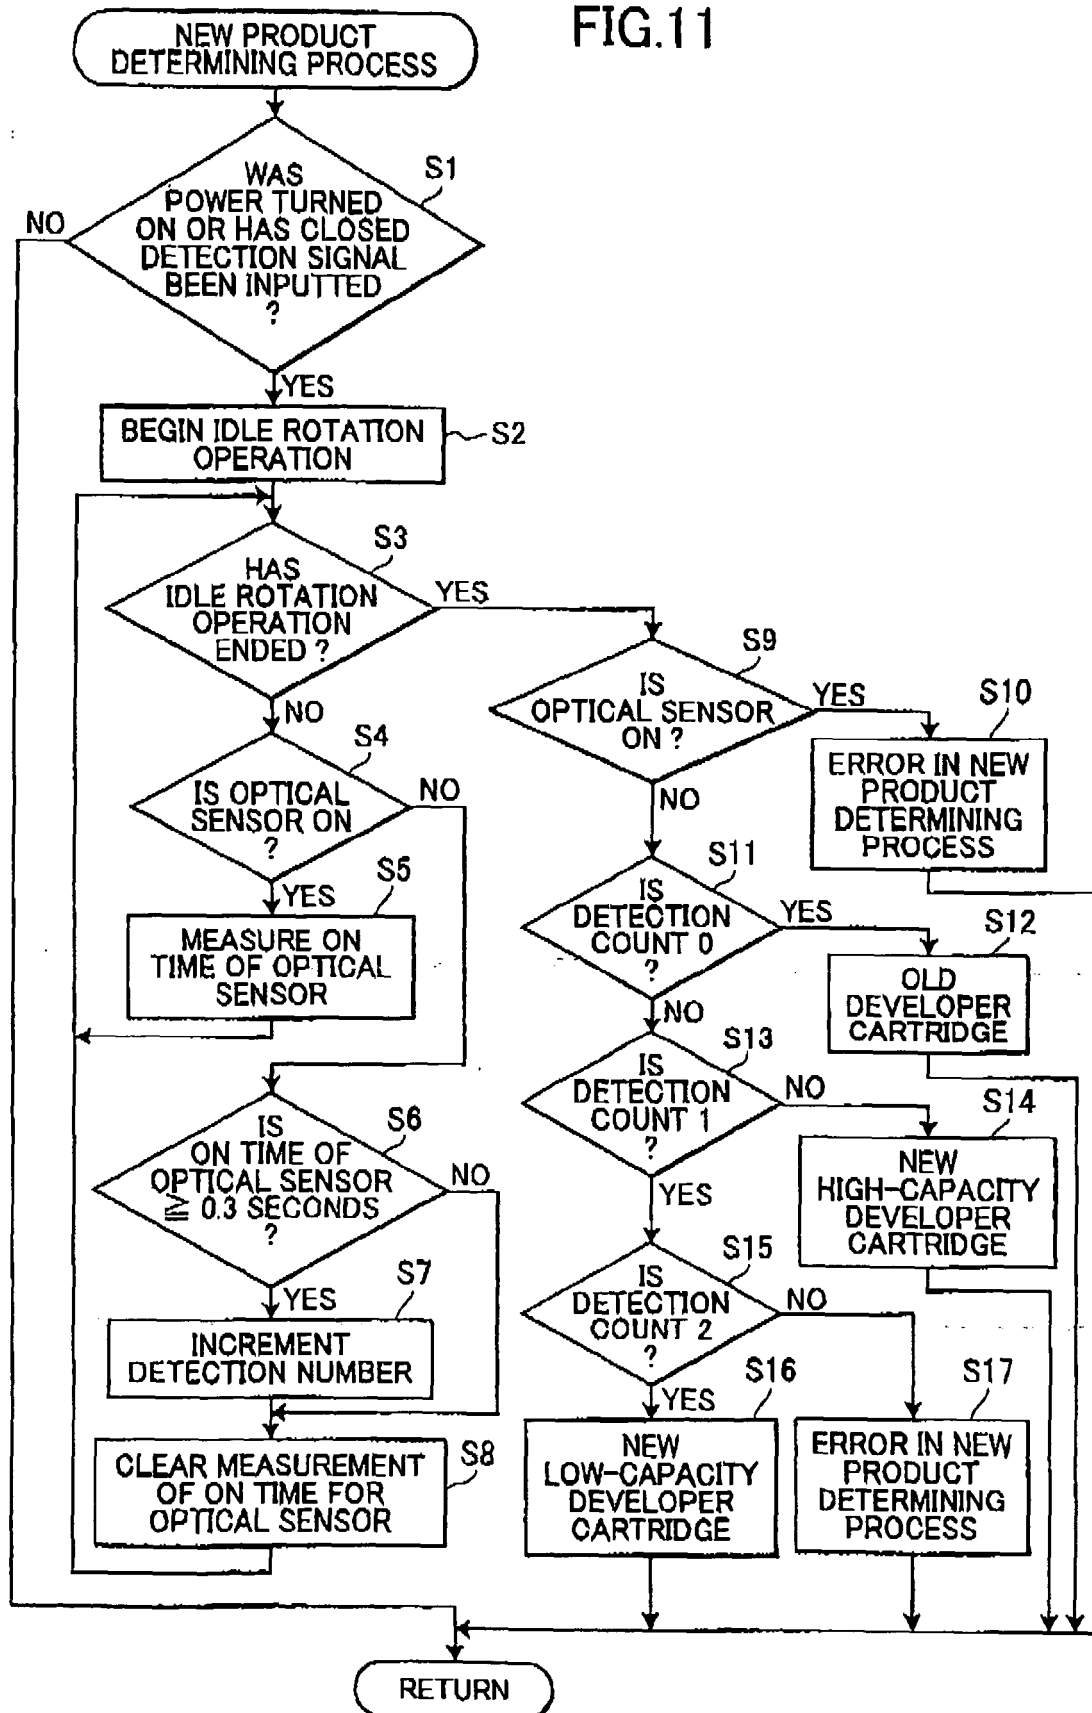 FIG.11
NEW PRODUCT
DETERMINING PROCESS
WAS
POWER TURNED
ON OR HAS CLOSED
DETECTION SIGNAL
BEEN INPUTTED
?
S1
NO
YES
BEGIN IDLE ROTATION
OPERATION
S2
HAS
IDLE ROTATION
OPERATION
ENDED ?
S3
YES
NO
IS OPTICAL
SENSOR ON
?
S4
NO
YES
MEASURE ON
TIME OF OPTICAL
SENSOR
S5
IS
ON TIME OF
OPTICAL SENSOR
≧ 0.3 SECONDS
?
S6
NO
YES
INCREMENT
DETECTION NUMBER
S7
CLEAR MEASUREMENT
OF ON TIME FOR
OPTICAL SENSOR
S8
IS
OPTICAL SENSOR
ON ?
S9
YES
NO
ERROR IN NEW
PRODUCT
DETERMINING
PROCESS
S10
IS
DETECTION
COUNT 0
?
S11
YES
NO
OLD
DEVELOPER
CARTRIDGE
S12
IS
DETECTION
COUNT 1
?
S13
NO
YES
NEW
HIGH-CAPACITY
DEVELOPER
CARTRIDGE
S14
IS
DETECTION
COUNT 2
?
S15
NO
YES
NEW
LOW-CAPACITY
DEVELOPER
CARTRIDGE
S16
ERROR IN NEW
PRODUCT
DETERMINING
PROCESS
S17
RETURN